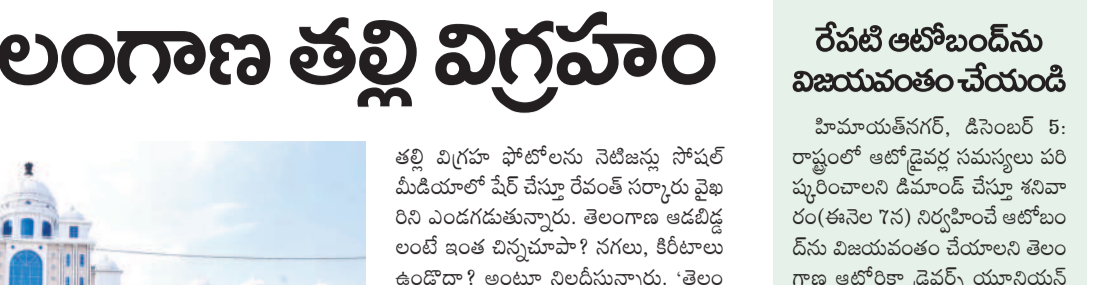 లంగాణ తల్లి విగ్రహం
తల్లి విగ్రహ ఫోటోలను నెటిజన్లు సోషల్
మీడియాలో షేర్ చేస్తూ రేవంత్ సర్కారు వైఖ
రిని ఎండగడుతున్నారు. తెలంగాణ ఆడబిడ్డ
లంటే ఇంత చిన్నచూపా? నగలు, కిరీటాలు
ఉండొద్దా? అంటూ నిలదీస్తున్నారు. ‘తెలం
రేపటి ఆటోబంద్‌ను
విజయవంతం చేయండి
హిమాయత్‌నగర్, డిసెంబర్ 5:
రాష్ట్రంలో ఆటోడ్రైవర్ల సమస్యలు పరి
ష్కరించాలని డిమాండ్ చేస్తూ శనివా
రం(ఈనెల 7న) నిర్వహించే ఆటోబం
ద్‌ను విజయవంతం చేయాలని తెలం
గాణ ఆటోరిక్షా డ్రైవర్స్ యూనియన్